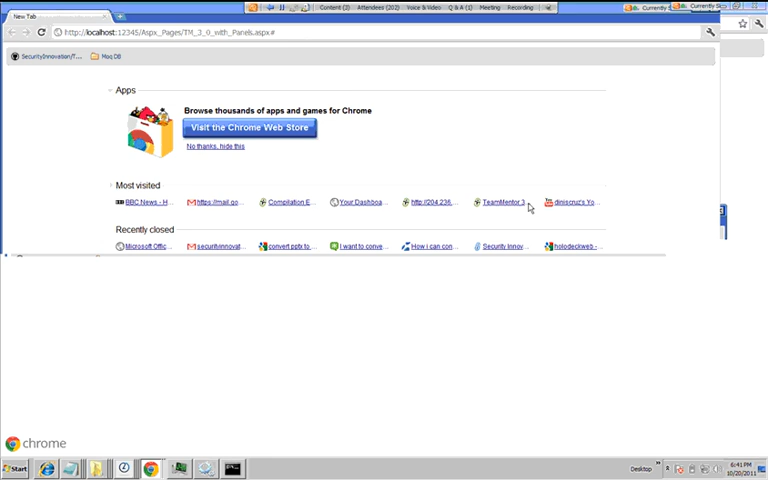 Content (3) Attendees (202) Voice & Video Q & A (1) Meeting Recording
Currently S
Currently S
New Tab
http://localhost:12345/Aspx_Pages/TM_3_0_with_Panels.aspx#
SecurityInnovation/T... Moq DB
Apps
Browse thousands of apps and games for Chrome
Visit the Chrome Web Store
No thanks, hide this
Most visited
BBC News - H... https://mail.go... Compilation E... Your Dashboa... http://204.236... TeamMentor 3 diniscruz's Yo...
Recently closed
Microsoft Offic... securityinnovat... convert pptx to ... I want to conve... How i can con... Security Innov... holodeckweb -...
chrome
Start Desktop 6:41 PM
10/20/2011